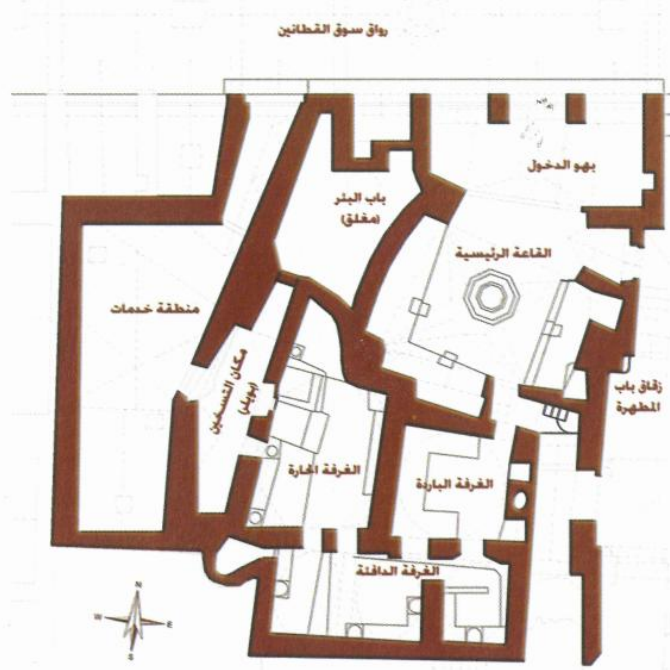 رواق سوق القطانين
بهو الدخول
باب البئر
(مغلق)
القاعة الرئيسية
منطقة خدمات
مكان التسخين
(بويلر)
زقاق باب
المطهرة
الغرفة الحارة
الغرفة الباردة
الغرفة الدافئة
N
W
E
S